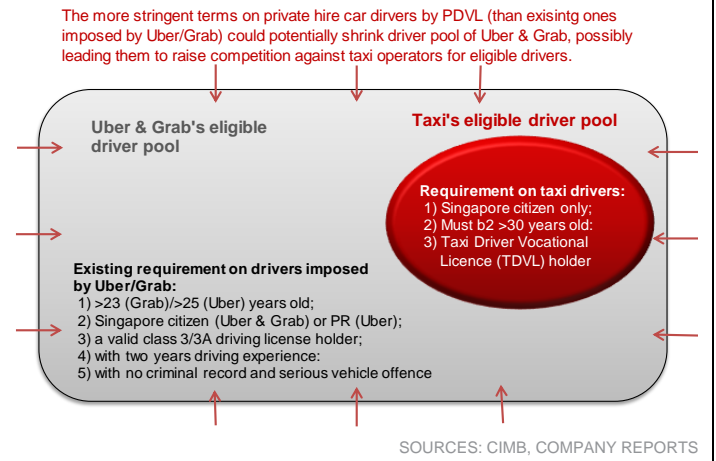 The more stringent terms on private hire car dirvers by PDVL (than exisintg ones
imposed by Uber/Grab) could potentially shrink driver pool of Uber & Grab, possibly
leading them to raise competition against taxi operators for eligible drivers.
Uber & Grab's eligible
driver pool
Taxi's eligible driver pool
Requirement on taxi drivers:
1) Singapore citizen only;
2) Must b2 >30 years old:
3) Taxi Driver Vocational
Licence (TDVL) holder
Existing requirement on drivers imposed
by Uber/Grab:
1) >23 (Grab)/>25 (Uber) years old;
2) Singapore citizen (Uber & Grab) or PR (Uber);
3) a valid class 3/3A driving license holder;
4) with two years driving experience:
5) with no criminal record and serious vehicle offence
SOURCES: CIMB, COMPANY REPORTS